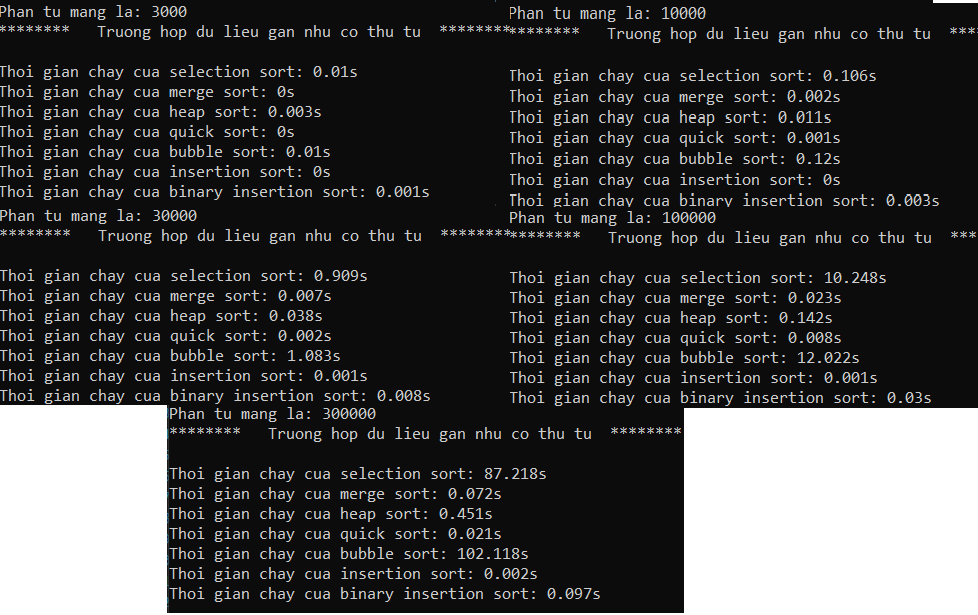 Phan tu mang la: 3000
******** Truong hop du lieu gan nhu co thu tu ********
Thoi gian chay cua selection sort: 0.01s
Thoi gian chay cua merge sort: 0s
Thoi gian chay cua heap sort: 0.003s
Thoi gian chay cua quick sort: 0s
Thoi gian chay cua bubble sort: 0.01s
Thoi gian chay cua insertion sort: 0s
Thoi gian chay cua binary insertion sort: 0.001s
Phan tu mang la: 10000
******** Truong hop du lieu gan nhu co thu tu ***
Thoi gian chay cua selection sort: 0.106s
Thoi gian chay cua merge sort: 0.002s
Thoi gian chay cua heap sort: 0.011s
Thoi gian chay cua quick sort: 0.001s
Thoi gian chay cua bubble sort: 0.12s
Thoi gian chay cua insertion sort: 0s
Thoi gian chay cua binary insertion sort: 0.003s
Phan tu mang la: 30000
******** Truong hop du lieu gan nhu co thu tu ********
Thoi gian chay cua selection sort: 0.909s
Thoi gian chay cua merge sort: 0.007s
Thoi gian chay cua heap sort: 0.038s
Thoi gian chay cua quick sort: 0.002s
Thoi gian chay cua bubble sort: 1.083s
Thoi gian chay cua insertion sort: 0.001s
Thoi gian chay cua binary insertion sort: 0.008s
Phan tu mang la: 100000
******** Truong hop du lieu gan nhu co thu tu ***
Thoi gian chay cua selection sort: 10.248s
Thoi gian chay cua merge sort: 0.023s
Thoi gian chay cua heap sort: 0.142s
Thoi gian chay cua quick sort: 0.008s
Thoi gian chay cua bubble sort: 12.022s
Thoi gian chay cua insertion sort: 0.001s
Thoi gian chay cua binary insertion sort: 0.03s
Phan tu mang la: 300000
******** Truong hop du lieu gan nhu co thu tu ********
Thoi gian chay cua selection sort: 87.218s
Thoi gian chay cua merge sort: 0.072s
Thoi gian chay cua heap sort: 0.451s
Thoi gian chay cua quick sort: 0.021s
Thoi gian chay cua bubble sort: 102.118s
Thoi gian chay cua insertion sort: 0.002s
Thoi gian chay cua binary insertion sort: 0.097s